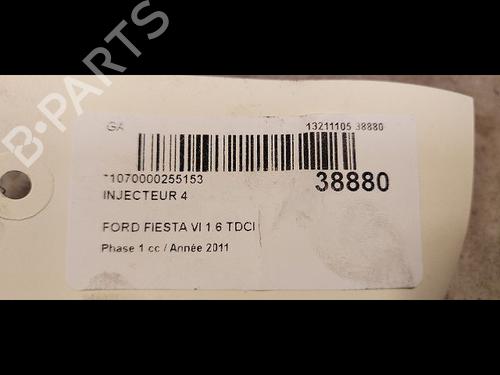 B-PARTS
GA 13211105 38880
*1070000255153 38880
INJECTEUR 4
FORD FIESTA VI 1 6 TDCI
Phase 1 cc / Année 2011